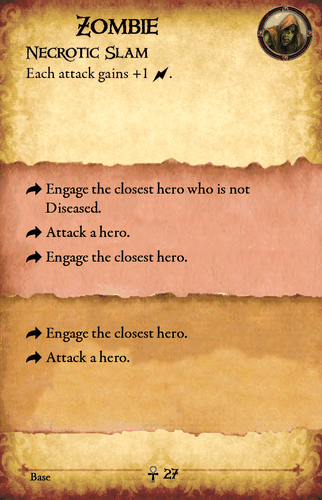 Zombie
Necrotic Slam
Each attack gains +1 .
Engage the closest hero who is not
Diseased.
Attack a hero.
Engage the closest hero.
Engage the closest hero.
Attack a hero.
Base
27